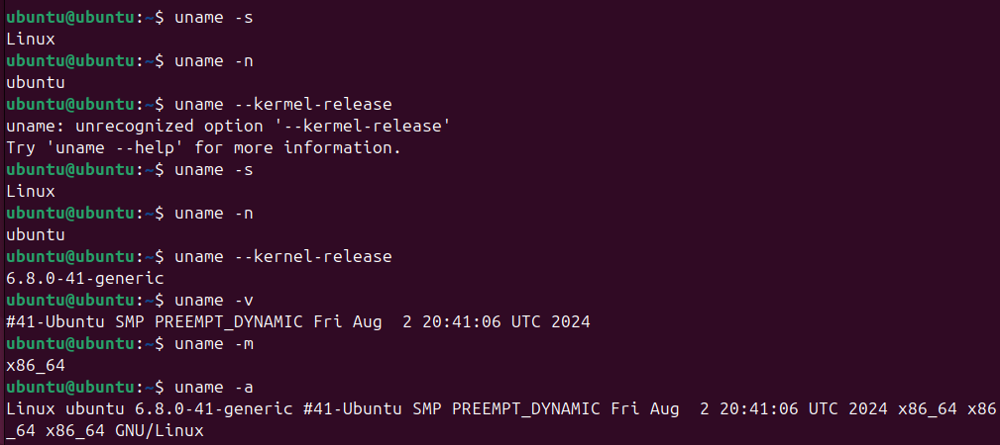 ubuntu@ubuntu:~$ uname -s
Linux
ubuntu@ubuntu:~$ uname -n
ubuntu
ubuntu@ubuntu:~$ uname --kermel-release
uname: unrecognized option '--kermel-release'
Try 'uname --help' for more information.
ubuntu@ubuntu:~$ uname -s
Linux
ubuntu@ubuntu:~$ uname -n
ubuntu
ubuntu@ubuntu:~$ uname --kernel-release
6.8.0-41-generic
ubuntu@ubuntu:~$ uname -v
#41-Ubuntu SMP PREEMPT_DYNAMIC Fri Aug  2 20:41:06 UTC 2024
ubuntu@ubuntu:~$ uname -m
x86_64
ubuntu@ubuntu:~$ uname -a
Linux ubuntu 6.8.0-41-generic #41-Ubuntu SMP PREEMPT_DYNAMIC Fri Aug  2 20:41:06 UTC 2024 x86_64 x86
_64 x86_64 GNU/Linux